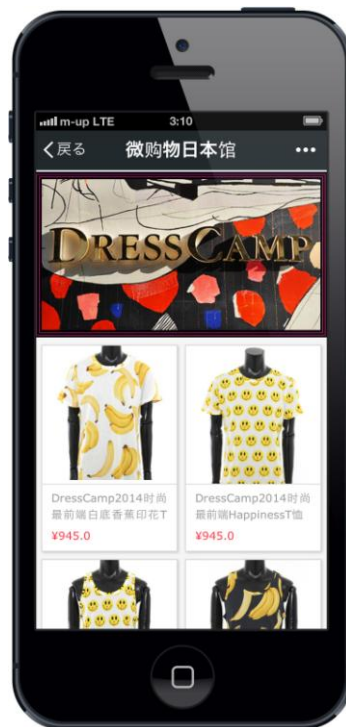 m-up LTE 3:10
戻る 微购物日本馆
DRESSCAMP
DressCamp2014时尚
最前端白底香蕉印花T
¥945.0
DressCamp2014时尚
最前端HappinessT恤
¥945.0